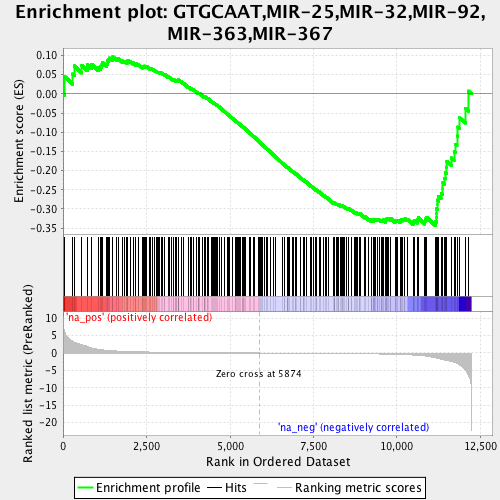 Enrichment plot: GTGCAAT,MIR-25,MIR-32,MIR-92,
MIR-363,MIR-367
Enrichment score (ES)
0.10
0.05
0.00
-0.05
-0.10
-0.15
-0.20
-0.25
-0.30
-0.35
Ranked list metric (PreRanked)
10
5
0
-5
-10
-15
-20
'na_pos' (positively correlated)
Zero cross at 5874
'na_neg' (negatively correlated)
0
2,500
5,000
7,500
10,000
12,500
Rank in Ordered Dataset
Enrichment profile
Hits
Ranking metric scores